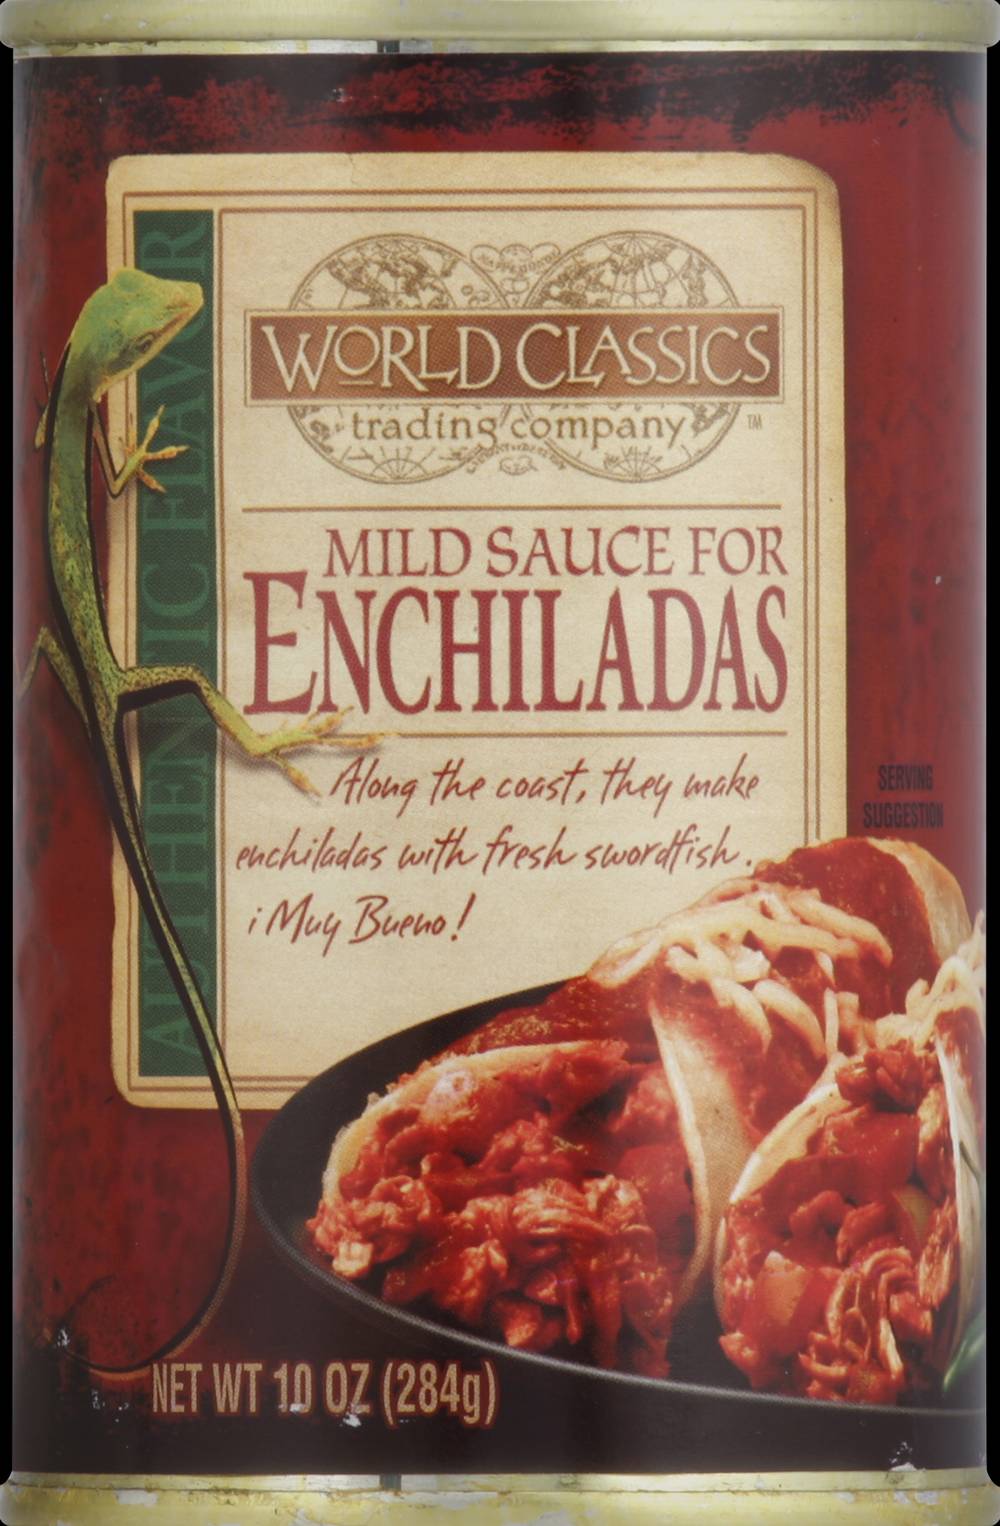 WORLD CLASSICS
trading company
TM
MILD SAUCE FOR
ENCHILADAS
Along the coast, they make
enchiladas with fresh swordfish.
¡Muy Bueno!
AUTHENTIC FLAVOR
SERVING
SUGGESTION
NET WT 10 OZ (284g)